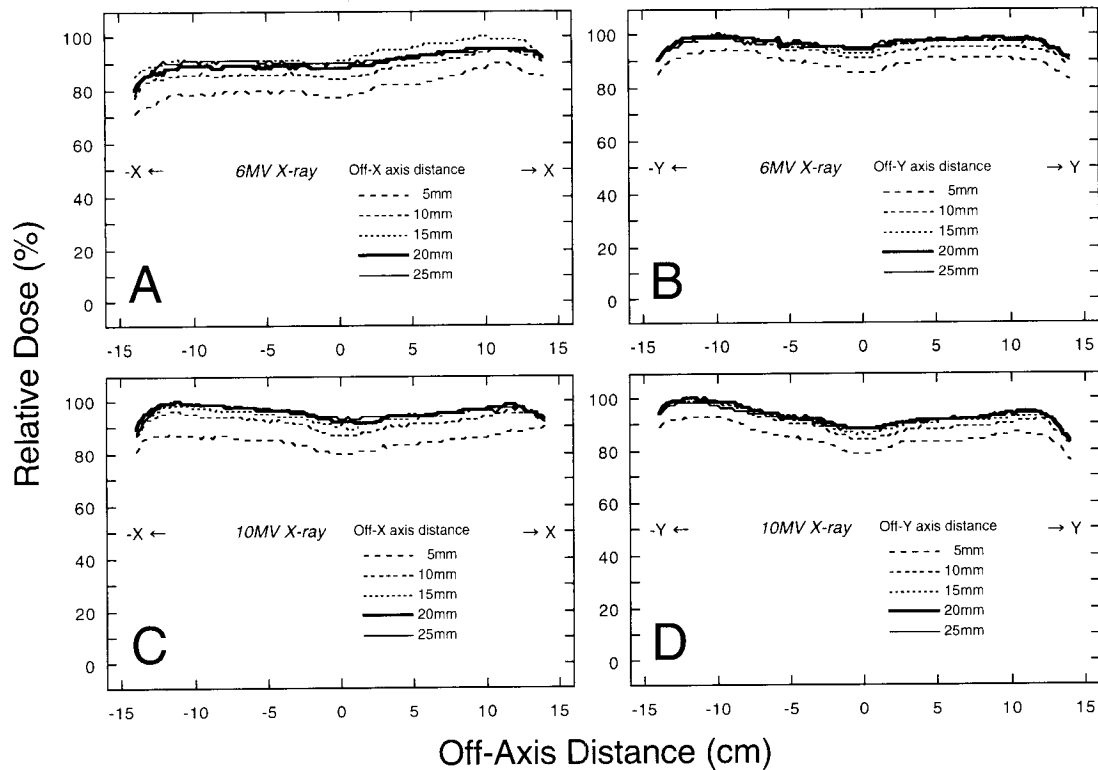 Relative Dose (%)
100
80
60
40
20
0
-X ←
6MV X-ray
→ X
Off-X axis distance
5mm
10mm
15mm
20mm
25mm
A
-15
-10
-5
0
5
10
15
100
80
60
40
20
0
-Y ←
6MV X-ray
→ Y
Off-Y axis distance
5mm
10mm
15mm
20mm
25mm
B
-15
-10
-5
0
5
10
15
100
80
60
40
20
0
-X ←
10MV X-ray
→ X
Off-X axis distance
5mm
10mm
15mm
20mm
25mm
C
-15
-10
-5
0
5
10
15
100
80
60
40
20
0
-Y ←
10MV X-ray
→ Y
Off-Y axis distance
5mm
10mm
15mm
20mm
25mm
D
-15
-10
-5
0
5
10
15
Off-Axis Distance (cm)